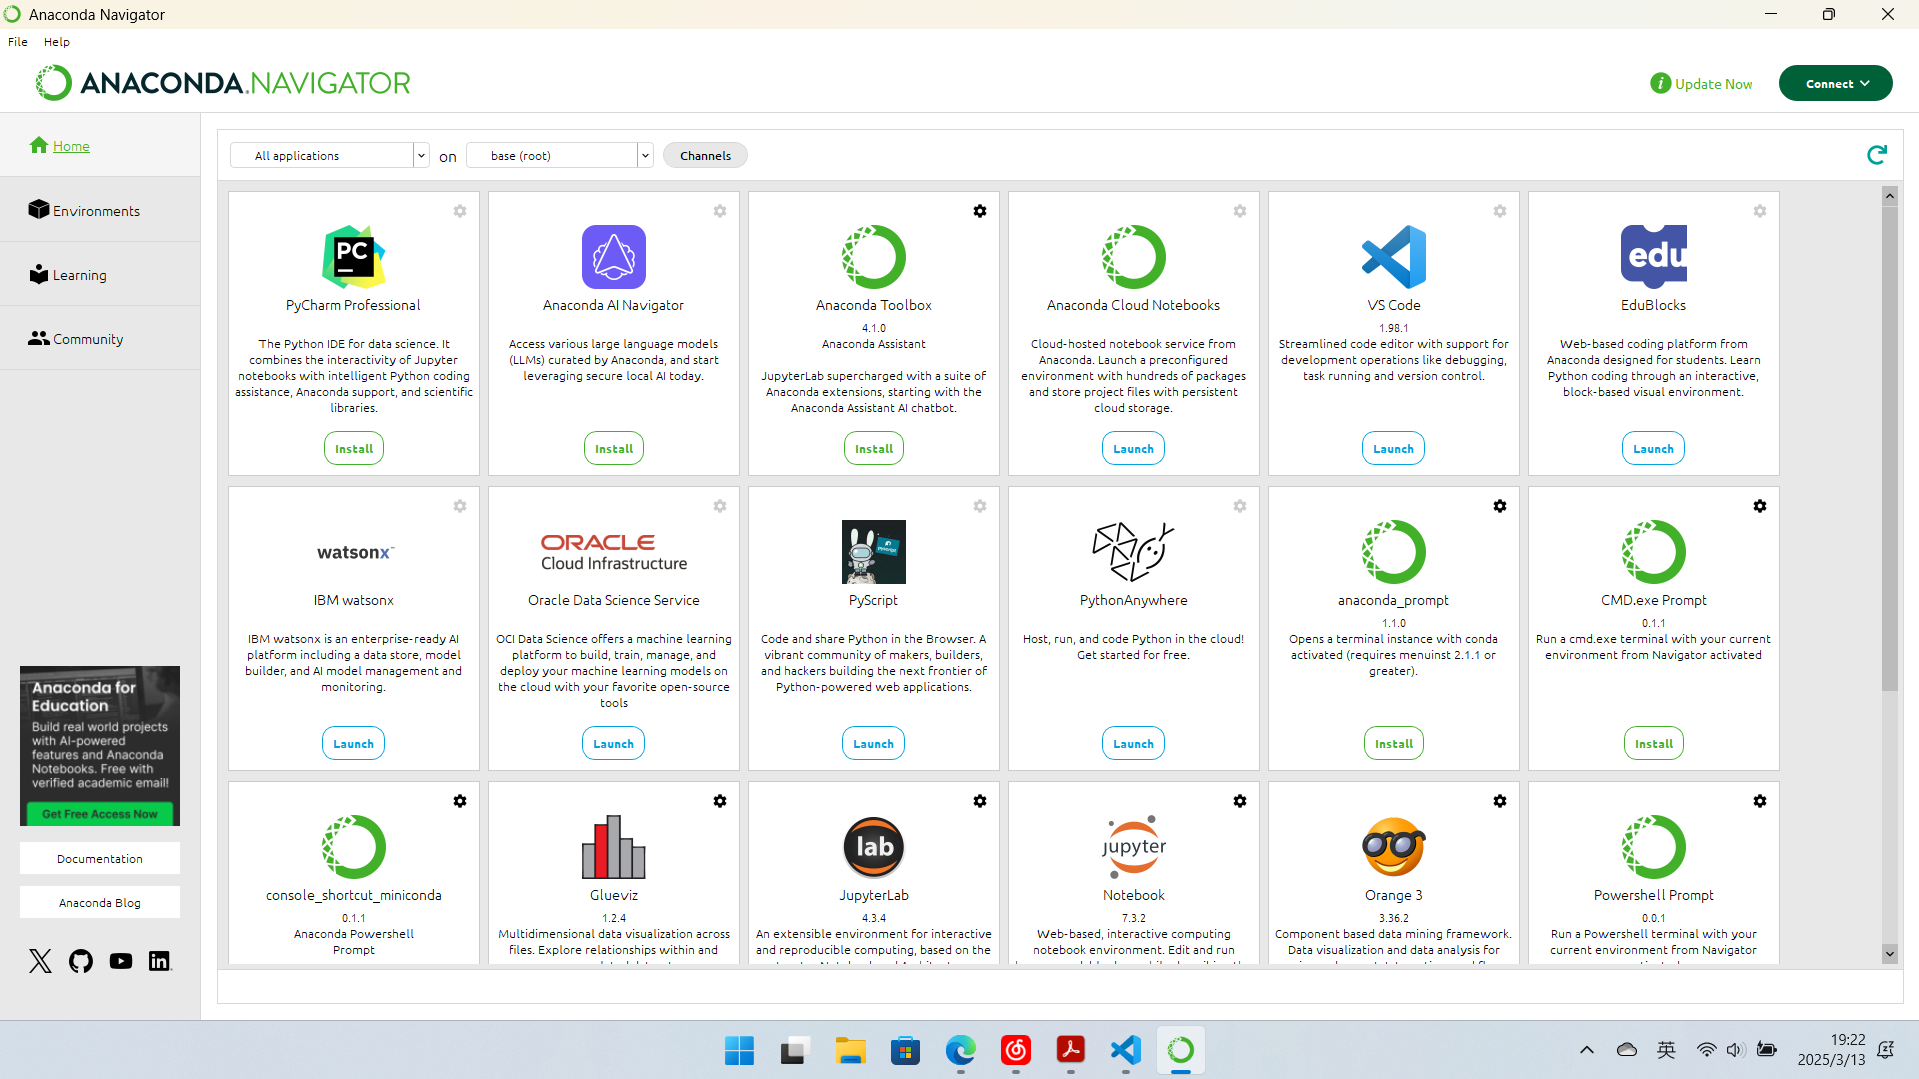 Anaconda Navigator
File Help
ANACONDA.NAVIGATOR
i Update Now
Connect
Home
Environments
Learning
Community
All applications on base (root) Channels
PC
PyCharm Professional
The Python IDE for data science. It
combines the interactivity of Jupyter
notebooks with intelligent Python coding
assistance, Anaconda support, and scientific
libraries.
Install
Anaconda AI Navigator
Access various large language models
(LLMs) curated by Anaconda, and start
leveraging secure local AI today.
Install
Anaconda Toolbox
4.1.0
Anaconda Assistant
JupyterLab supercharged with a suite of
Anaconda extensions, starting with the
Anaconda Assistant AI chatbot.
Install
Anaconda Cloud Notebooks
Cloud-hosted notebook service from
Anaconda. Launch a preconfigured
environment with hundreds of packages
and store project files with persistent
cloud storage.
Launch
VS Code
1.98.1
Streamlined code editor with support for
development operations like debugging,
task running and version control.
Launch
edu
EduBlocks
Web-based coding platform from
Anaconda designed for students. Learn
Python coding through an interactive,
block-based visual environment.
Launch
watsonx™
IBM watsonx
IBM watsonx is an enterprise-ready AI
platform including a data store, model
builder, and AI model management and
monitoring.
Launch
ORACLE
Cloud Infrastructure
Oracle Data Science Service
OCI Data Science offers a machine learning
platform to build, train, manage, and
deploy your machine learning models on
the cloud with your favorite open-source
tools
Launch
PyScript
Code and share Python in the Browser. A
vibrant community of makers, builders,
and hackers building the next frontier of
Python-powered web applications.
Launch
PythonAnywhere
Host, run, and code Python in the cloud!
Get started for free.
Launch
anaconda_prompt
1.1.0
Opens a terminal instance with conda
activated (requires menuinst 2.1.1 or
greater).
Install
CMD.exe Prompt
0.1.1
Run a cmd.exe terminal with your current
environment from Navigator activated
Install
console_shortcut_miniconda
0.1.1
Anaconda Powershell
Prompt
Glueviz
1.2.4
Multidimensional data visualization across
files. Explore relationships within and
lab
JupyterLab
4.3.4
An extensible environment for interactive
and reproducible computing, based on the
jupyter
Notebook
7.3.2
Web-based, interactive computing
notebook environment. Edit and run
Orange 3
3.36.2
Component based data mining framework.
Data visualization and data analysis for
Powershell Prompt
0.0.1
Run a Powershell terminal with your
current environment from Navigator
Anaconda for
Education
Build real world projects
with AI-powered
features and Anaconda
Notebooks. Free with
verified academic email!
Get Free Access Now
Documentation
Anaconda Blog
英
19:22
2025/3/13